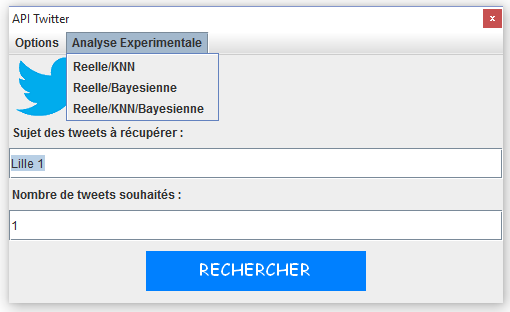 API Twitter
x
Options Analyse Experimentale
Reelle/KNN
Reelle/Bayesienne
Reelle/KNN/Bayesienne
Sujet des tweets à récupérer :
Lille 1
Nombre de tweets souhaités :
1
RECHERCHER